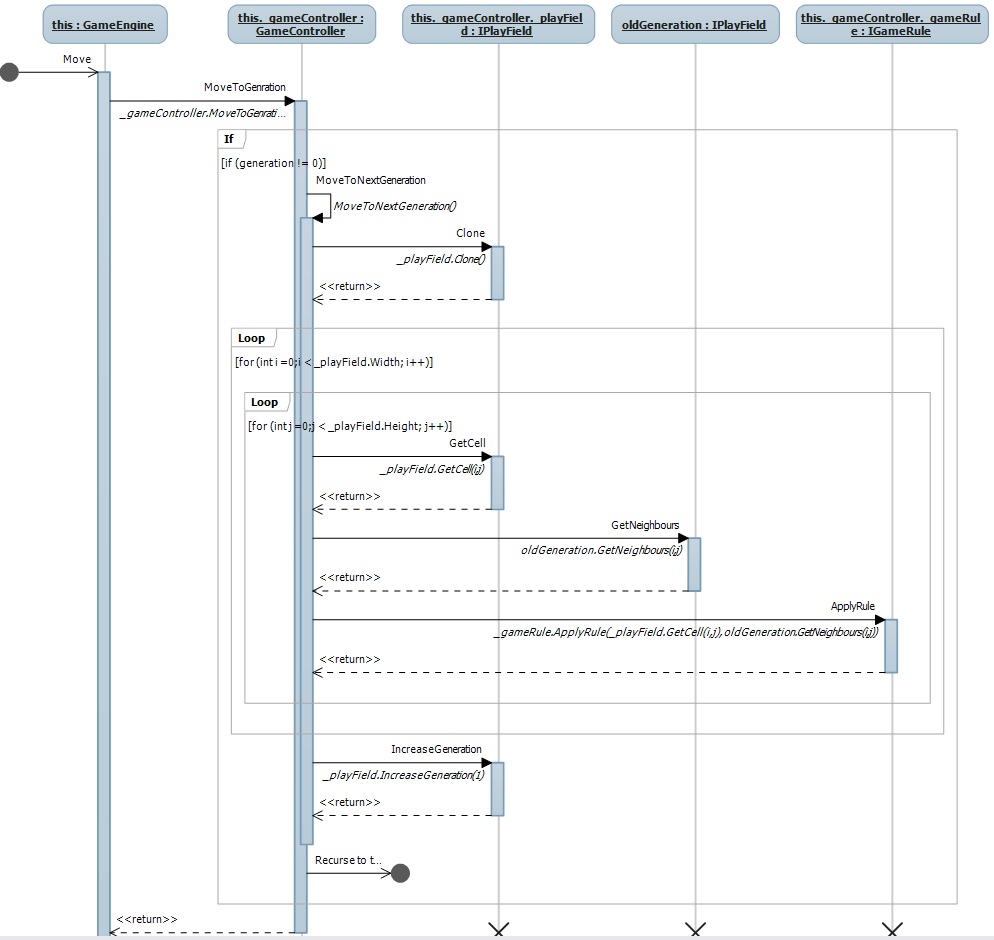 this : GameEngine
this._gameController :
GameController
this._gameController._playFiel
d : IPlayField
oldGeneration : IPlayField
this._gameController._gameRul
e : IGameRule
Move
MoveToGenration
_gameController.MoveToGenrati...
If
[if (generation != 0)]
MoveToNextGeneration
MoveToNextGeneration()
Clone
_playField.Clone()
<<return>>
Loop
[for (int i =0;i < _playField.Width; i++)]
Loop
[for (int j =0;j < _playField.Height; j++)]
GetCell
_playField.GetCell(i,j)
<<return>>
GetNeighbours
oldGeneration.GetNeighbours(i,j)
<<return>>
ApplyRule
_gameRule.ApplyRule(_playField.GetCell(i,j),oldGeneration.GetNeighbours(i,j))
<<return>>
IncreaseGeneration
_playField.IncreaseGeneration(1)
<<return>>
Recurse to t...
<<return>>